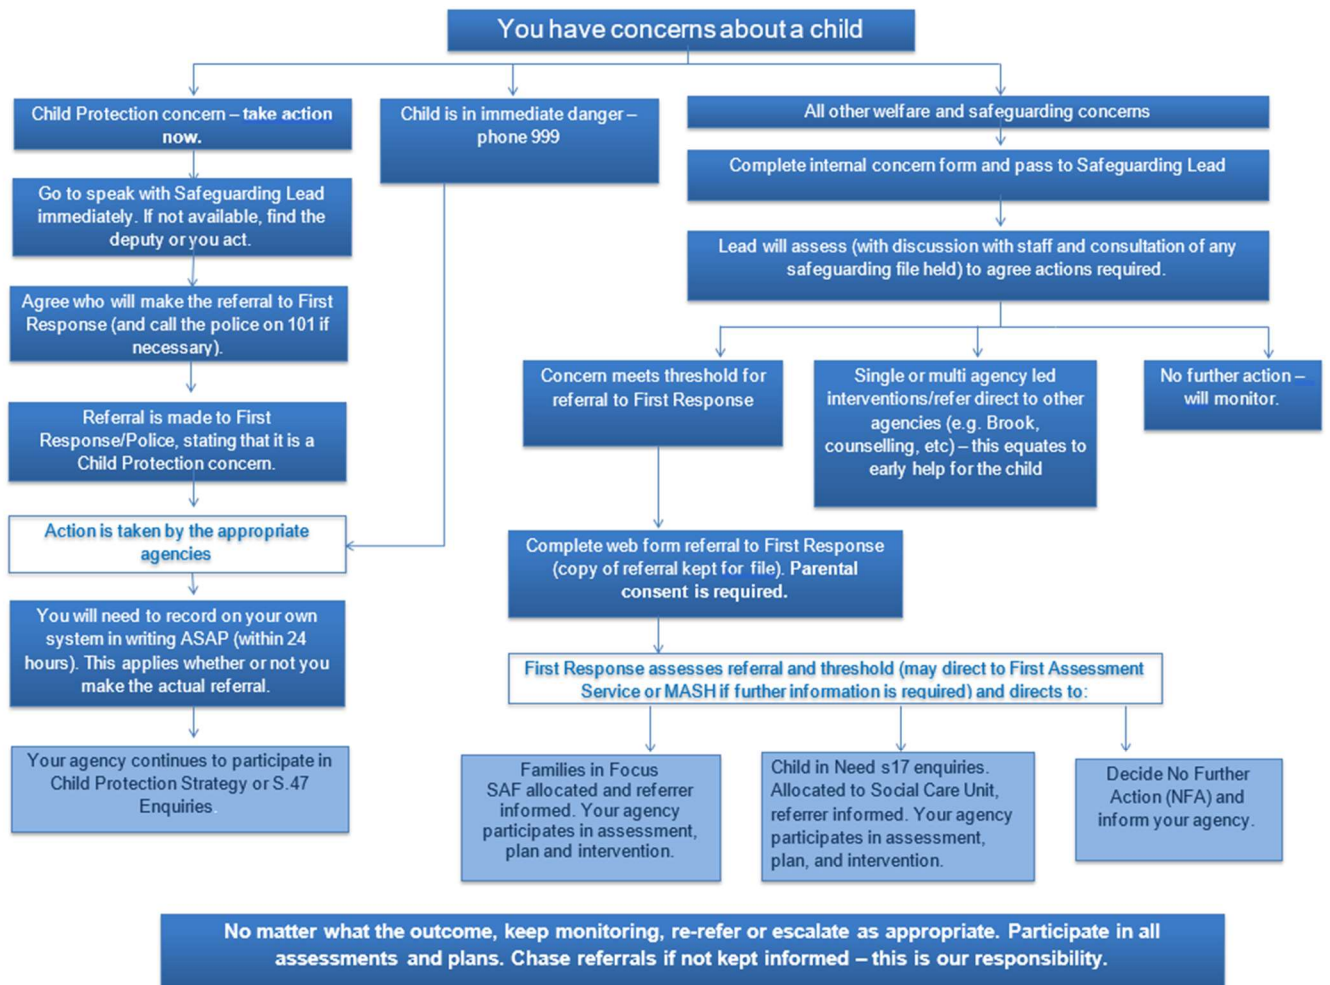 You have concerns about a child
Child Protection concern – take action
now.
Go to speak with Safeguarding Lead
immediately. If not available, find the
deputy or you act.
Agree who will make the referral to First
Response (and call the police on 101 if
necessary).
Referral is made to First
Response/Police, stating that it is a
Child Protection concern.
Action is taken by the appropriate
agencies
You will need to record on your own
system in writing ASAP (within 24
hours). This applies whether or not you
make the actual referral.
Your agency continues to participate in
Child Protection Strategy or S.47
Enquiries.
Child is in immediate danger –
phone 999
All other welfare and safeguarding concerns
Complete internal concern form and pass to Safeguarding Lead
Lead will assess (with discussion with staff and consultation of any
safeguarding file held) to agree actions required.
Concern meets threshold for
referral to First Response
Single or multi agency led
interventions/refer direct to other
agencies (e.g. Brook,
counselling, etc) – this equates to
early help for the child
No further action –
will monitor.
Complete web form referral to First Response
(copy of referral kept for file). Parental
consent is required.
First Response assesses referral and threshold (may direct to First Assessment
Service or MASH if further information is required) and directs to:
Families in Focus
SAF allocated and referrer
informed. Your agency
participates in assessment,
plan and intervention.
Child in Need s17 enquiries.
Allocated to Social Care Unit,
referrer informed. Your agency
participates in assessment,
plan, and intervention.
Decide No Further
Action (NFA) and
inform your agency.
No matter what the outcome, keep monitoring, re-refer or escalate as appropriate. Participate in all
assessments and plans. Chase referrals if not kept informed – this is our responsibility.